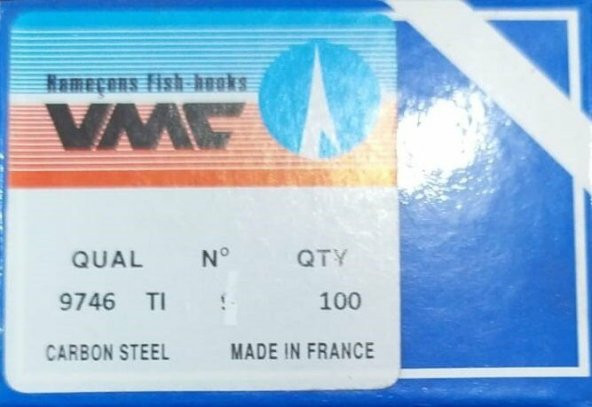 Hameçons Fish-hooks
VMC
QUAL N° QTY
9746 TI 100
CARBON STEEL MADE IN FRANCE